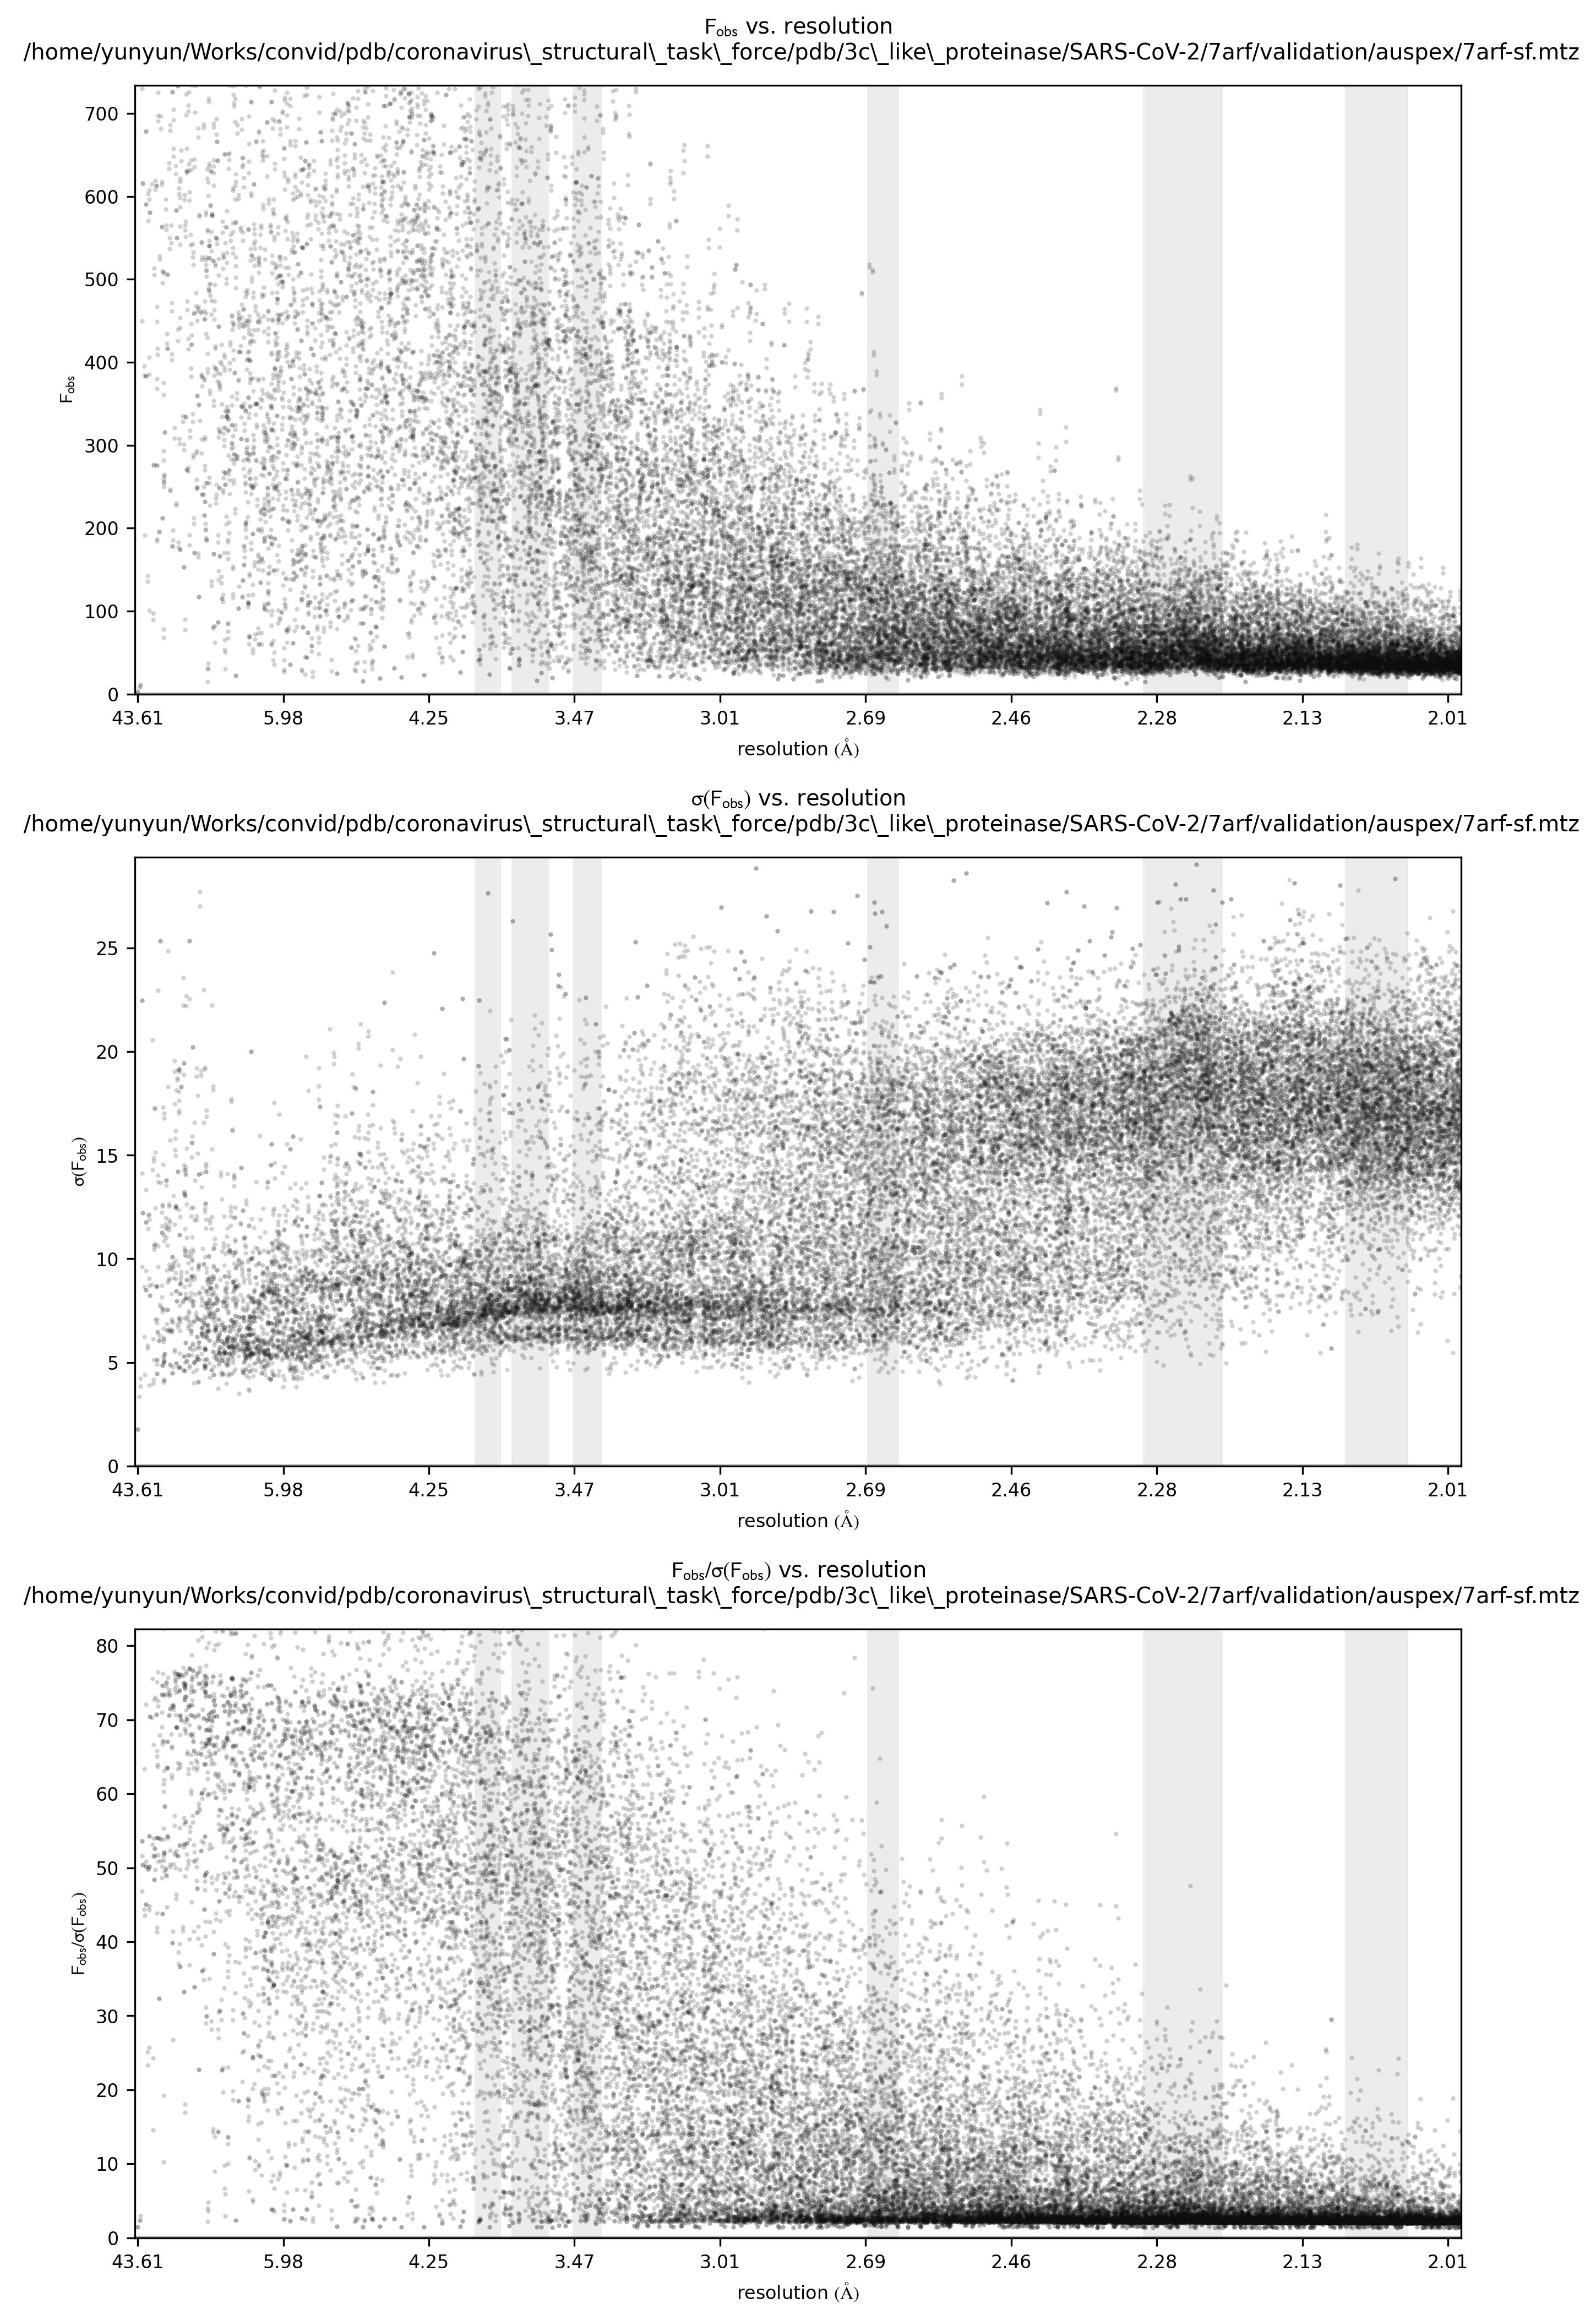 Fobs vs. resolution
/home/yunyun/Works/convid/pdb/coronavirus\_structural\_task\_force/pdb/3c\_like\_proteinase/SARS-CoV-2/7arf/validation/auspex/7arf-sf.mtz
700
600
500
400
300
200
100
0
Fobs
43.61 5.98 4.25 3.47 3.01 2.69 2.46 2.28 2.13 2.01
resolution (Å)
σ(Fobs) vs. resolution
/home/yunyun/Works/convid/pdb/coronavirus\_structural\_task\_force/pdb/3c\_like\_proteinase/SARS-CoV-2/7arf/validation/auspex/7arf-sf.mtz
25
20
15
10
5
0
σ(Fobs)
43.61 5.98 4.25 3.47 3.01 2.69 2.46 2.28 2.13 2.01
resolution (Å)
Fobs/σ(Fobs) vs. resolution
/home/yunyun/Works/convid/pdb/coronavirus\_structural\_task\_force/pdb/3c\_like\_proteinase/SARS-CoV-2/7arf/validation/auspex/7arf-sf.mtz
80
70
60
50
40
30
20
10
0
Fobs/σ(Fobs)
43.61 5.98 4.25 3.47 3.01 2.69 2.46 2.28 2.13 2.01
resolution (Å)